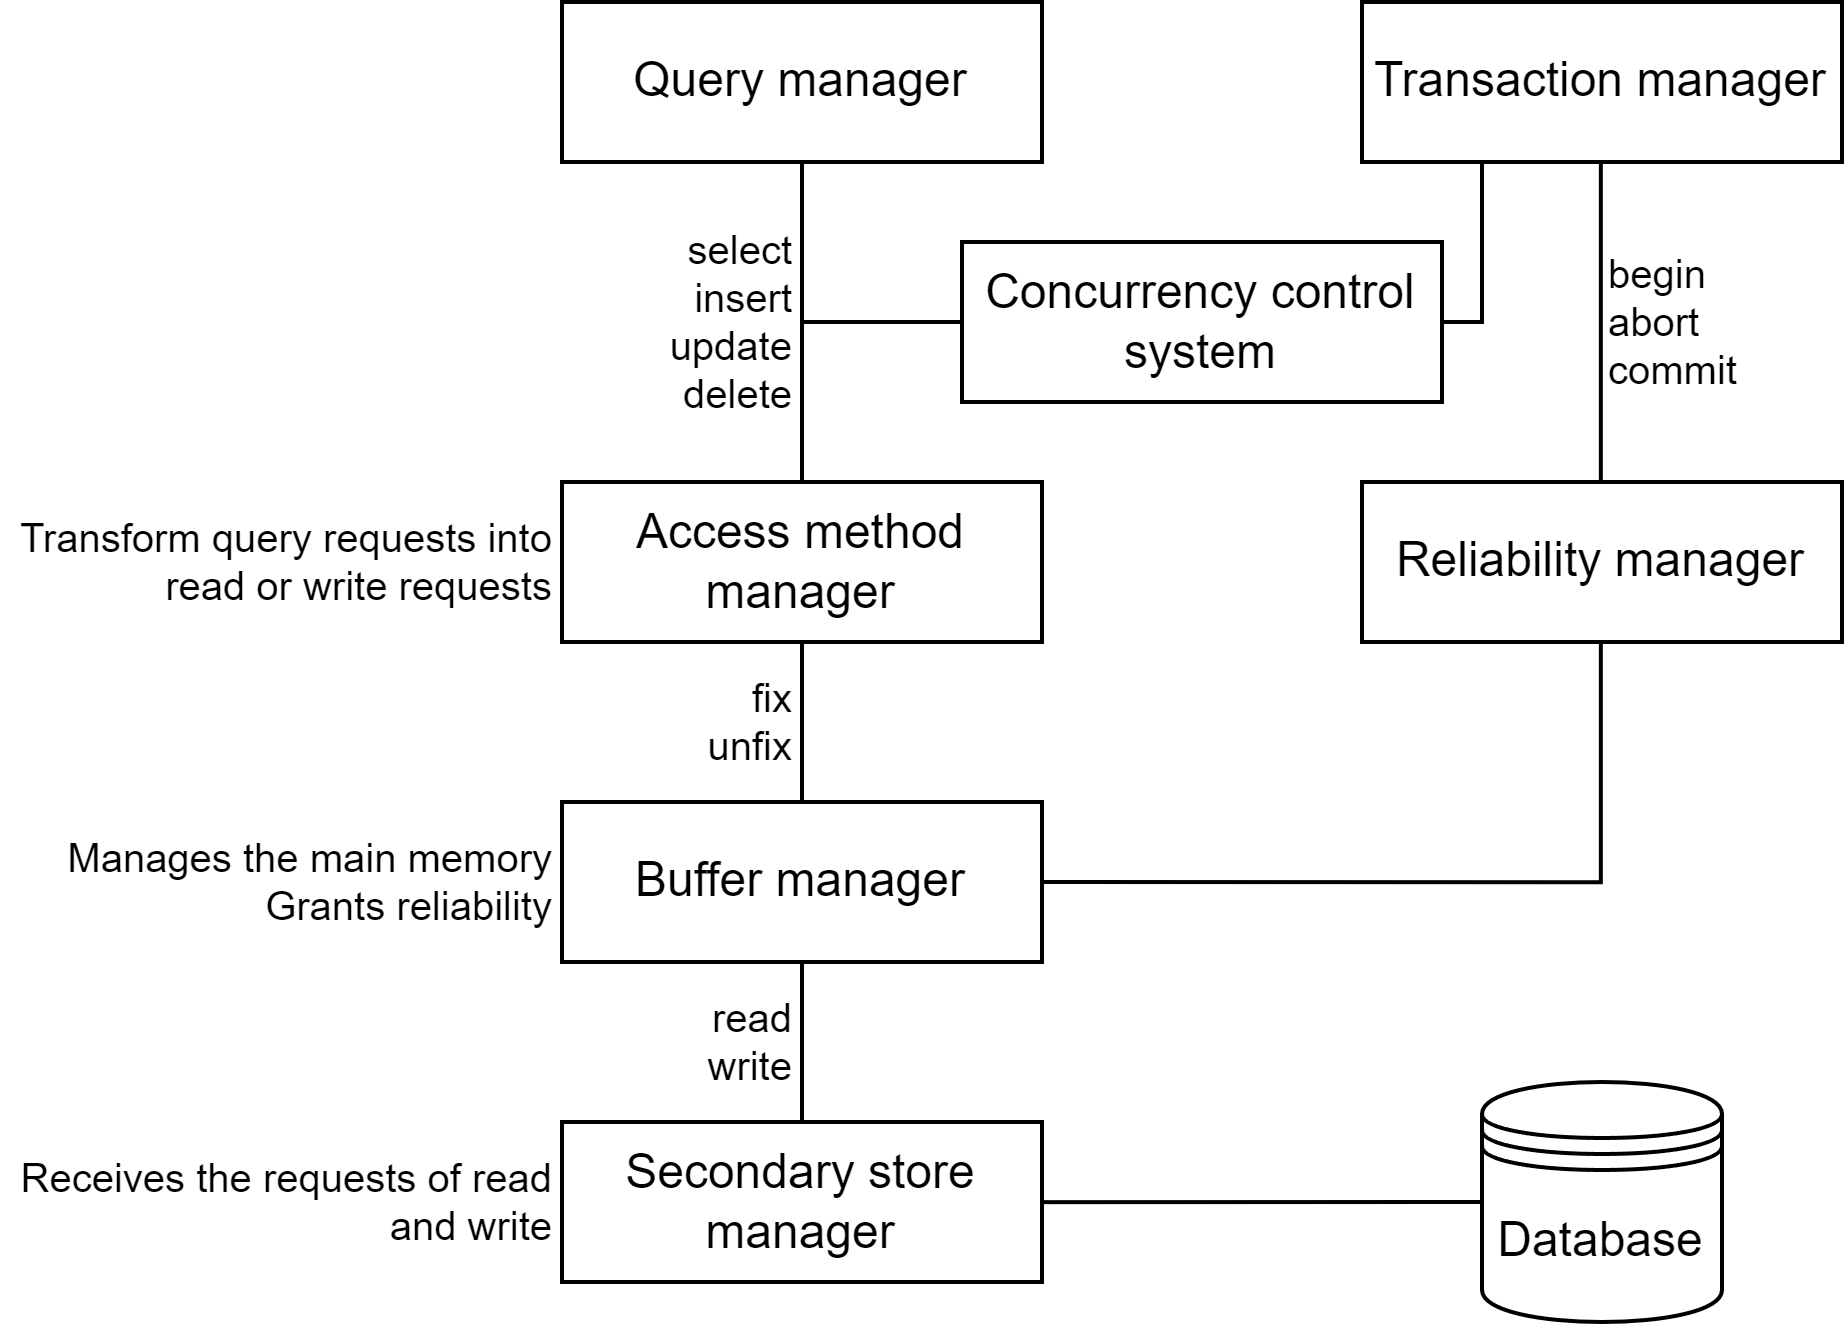 Query manager
Transaction manager
select
insert
update
delete
Concurrency control
system
begin
abort
commit
Transform query requests into
read or write requests
Access method
manager
Reliability manager
fix
unfix
Manages the main memory
Grants reliability
Buffer manager
read
write
Receives the requests of read
and write
Secondary store
manager
Database